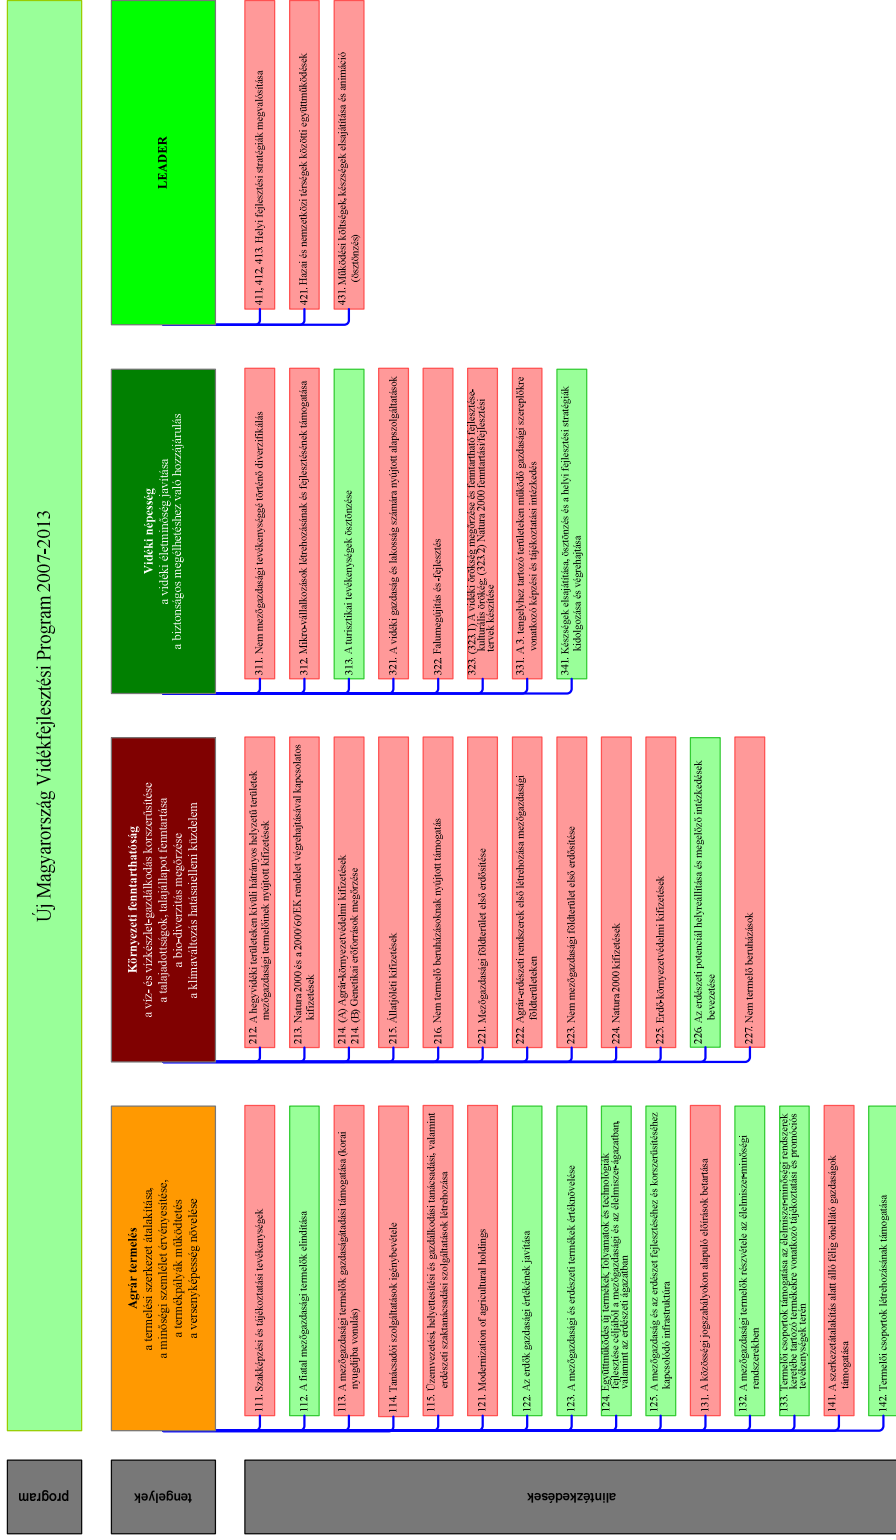 program
Új Magyarország Vidékfejlesztési Program 2007-2013
tengelyek
Agrár termelés
a termelési szerkezet átalakítása,
a minőségi szemlélet érvényesítése,
a termékpályák működtetés
a versenyképesség növelése
Környezeti fenntarthatóság
a víz- és vízkészlet-gazdálkodás korszerűsítése
a talajadottságok, talajállapot fenntartása
a bio-diverzitás megőrzése
a klímaváltozás hatásaielleni küzdelem
Vidéki népesség
a vidéki életminőség javítása
a biztonságos megélhetéshez való hozzájárulás
LEADER
alintézkedések
111. Szakképzési és tájékoztatási tevékenységek
112. A fiatal mezőgazdasági termelők elindítása
113. A mezőgazdasági termelők gazdaságátadási támogatása (korai
nyugdíjba vonulás)
114. Tanácsadói szolgáltatások igénybevétele
115. Üzemvezetési, helyettesítési és gazdálkodási tanácsadási, valamint
erdészeti szaktanácsadási szolgáltatások létrehozása
121. Modernization of agricultural holdings
122. Az erdők gazdasági értékének javítása
123. A mezőgazdasági és erdészeti termékek értéknövelése
124. Együttműködés új termékek, folyamatok és technológiák
fejlesztése céljából a mezőgazdasági és az élelmiszer-ágazatban,
valamint az erdészeti ágazatban
125. A mezőgazdaság és az erdészet fejlesztéséhez és korszerűsítéséhez
kapcsolódó infrastruktúra
131. A közösségi jogszabályokon alapuló előírások betartása
132. A mezőgazdasági termelők részvétele az élelmiszer-minőségi
rendszerekben
133. Termelői csoportok támogatása az élelmiszer-minőségi rendszerek
keretébe tartozó termékekre vonatkozó tájékoztatási és promóciós
tevékenységek terén
141. A szerkezetátalakítás alatt álló félig önellátó gazdaságok
támogatása
142. Termelői csoportok létrehozásának támogatása
212. A hegyvidéki területeken kívüli hátrányos helyzetű területek
mezőgazdasági termelőinek nyújtott kifizetések
213. Natura 2000 és a 2000/60/EK rendelet végrehajtásával kapcsolatos
kifizetések
214. (A) Agrár-környezetvédelmi kifizetések
214. (B) Genetikai erőforrások megőrzése
215. Állatjóléti kifizetések
216. Nem termelő beruházásoknak nyújtott támogatás
221. Mezőgazdasági földterület első erdősítése
222. Agrár-erdészeti rendszerek első létrehozása mezőgazdasági
földterületeken
223. Nem mezőgazdasági földterület első erdősítése
224. Natura 2000 kifizetések
225. Erdő-környezetvédelmi kifizetések
226. Az erdészeti potenciál helyreállítása és megelőző intézkedések
bevezetése
227. Nem termelő beruházások
311. Nem mezőgazdasági tevékenységgé történő diverzifikálás
312. Mikro-vállalkozások létrehozásának és fejlesztésének támogatása
313. A turisztikai tevékenységek ösztönzése
321. A vidéki gazdaság és lakosság számára nyújtott alapszolgáltatások
322. Falumegújítás és -fejlesztés
323. (323.1) A vidéki örökség megőrzése és fenntartható fejlesztése-
kulturális örökég; (323.2) Natura 2000 fenntartási/fejlesztési
tervek készítése
331. A 3. tengelyhez tartozó területeken működő gazdasági szereplőkre
vonatkozó képzési és tájékoztatási intézkedés
341. Készségek elsajátítása, ösztönzés és a helyi fejlesztési stratégiák
kidolgozása és végrehajtása
411, 412, 413. Helyi fejlesztési stratégiák megvalósítása
421. Hazai és nemzetközi térségek közötti együttműködések
431. Működési költségek, készségek elsajátítása és animáció
(ösztönzés)